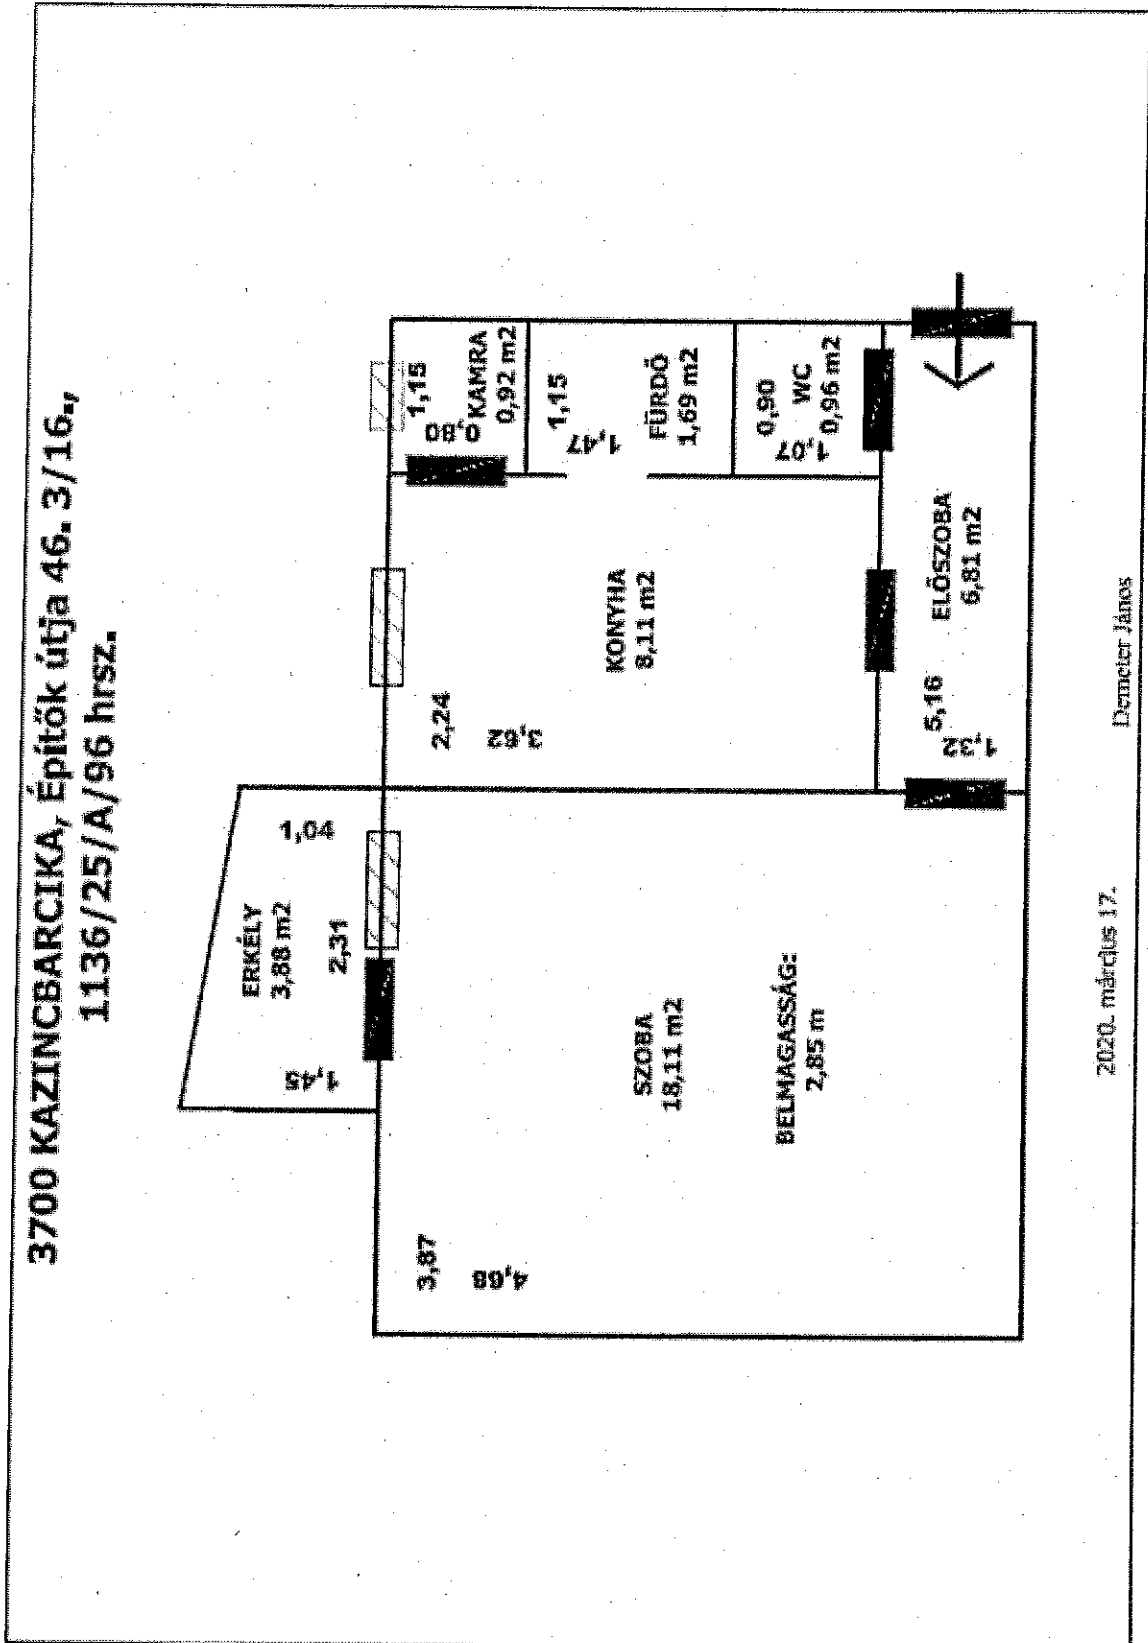 3700 KAZINCBARCIKA, Építők útja 46. 3/16.,
1136/25/A/96 hrsz.
ERKÉLY
3,88 m2
1,45
2,31
1,04
3,87
4,68
SZOBA
18,11 m2
BELMAGASSÁG:
2,85 m
2,24
3,62
KONYHA
8,11 m2
1,15
0,80
KAMRA
0,92 m2
1,15
1,47
FÜRDŐ
1,69 m2
0,90
1,07
WC
0,96 m2
5,16
1,32
ELŐSZOBA
6,81 m2
2020. március 17.
Demeter János